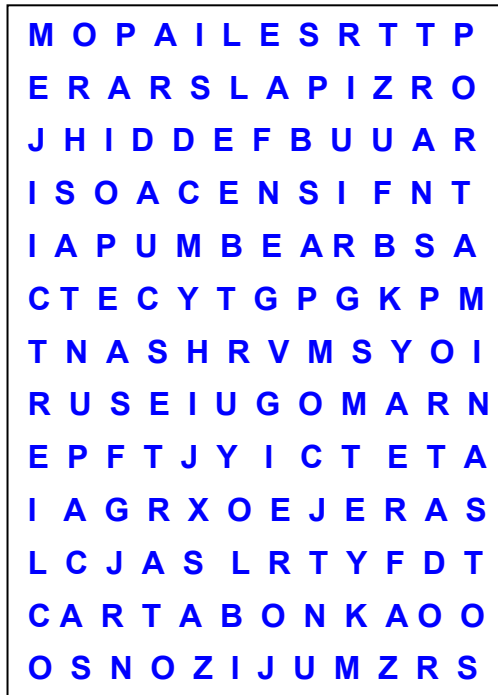 M O P A I L E S R T T P
E R A R S L A P I Z R O
J H I D D E F B U U A R
I S O A C E N S I F N T
I A P U M B E A R B S A
C T E C Y T G P G K P M
T N A S H R V M S Y O I
R U S E I U G O M A R N
E P F T J Y I C T E T A
I A G R X O E J E R A S
L C J A S L R T Y F D T
C A R T A B O N K A O O
O S N O Z I J U M Z R S